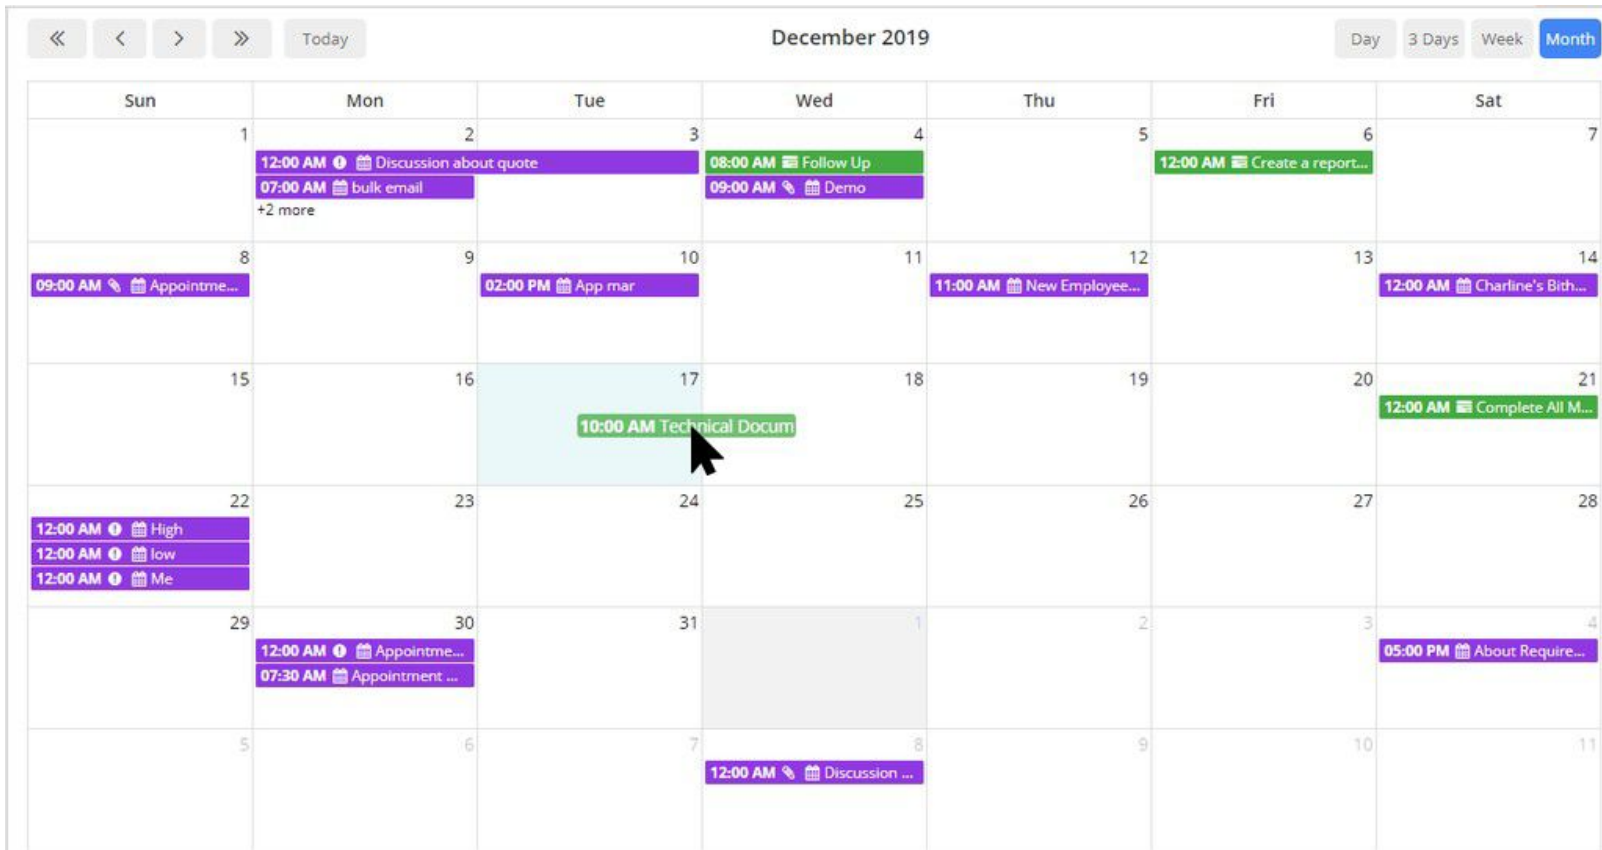 Today
December 2019
Day 3 Days Week Month
Sun Mon Tue Wed Thu Fri Sat
1 2 3 4 5 6 7
12:00 AM Discussion about quote
08:00 AM Follow Up
12:00 AM Create a report...
07:00 AM bulk email
09:00 AM Demo
+2 more
8 9 10 11 12 13 14
09:00 AM Appointme...
02:00 PM App mar
11:00 AM New Employee...
12:00 AM Charline's Bith...
15 16 17 18 19 20 21
12:00 AM Complete All M...
10:00 AM Technical Docum
22 23 24 25 26 27 28
12:00 AM High
12:00 AM low
12:00 AM Me
29 30 31 1 2 3 4
12:00 AM Appointme...
05:00 PM About Require...
07:30 AM Appointment ...
5 6 7 8 9 10 11
12:00 AM Discussion ...